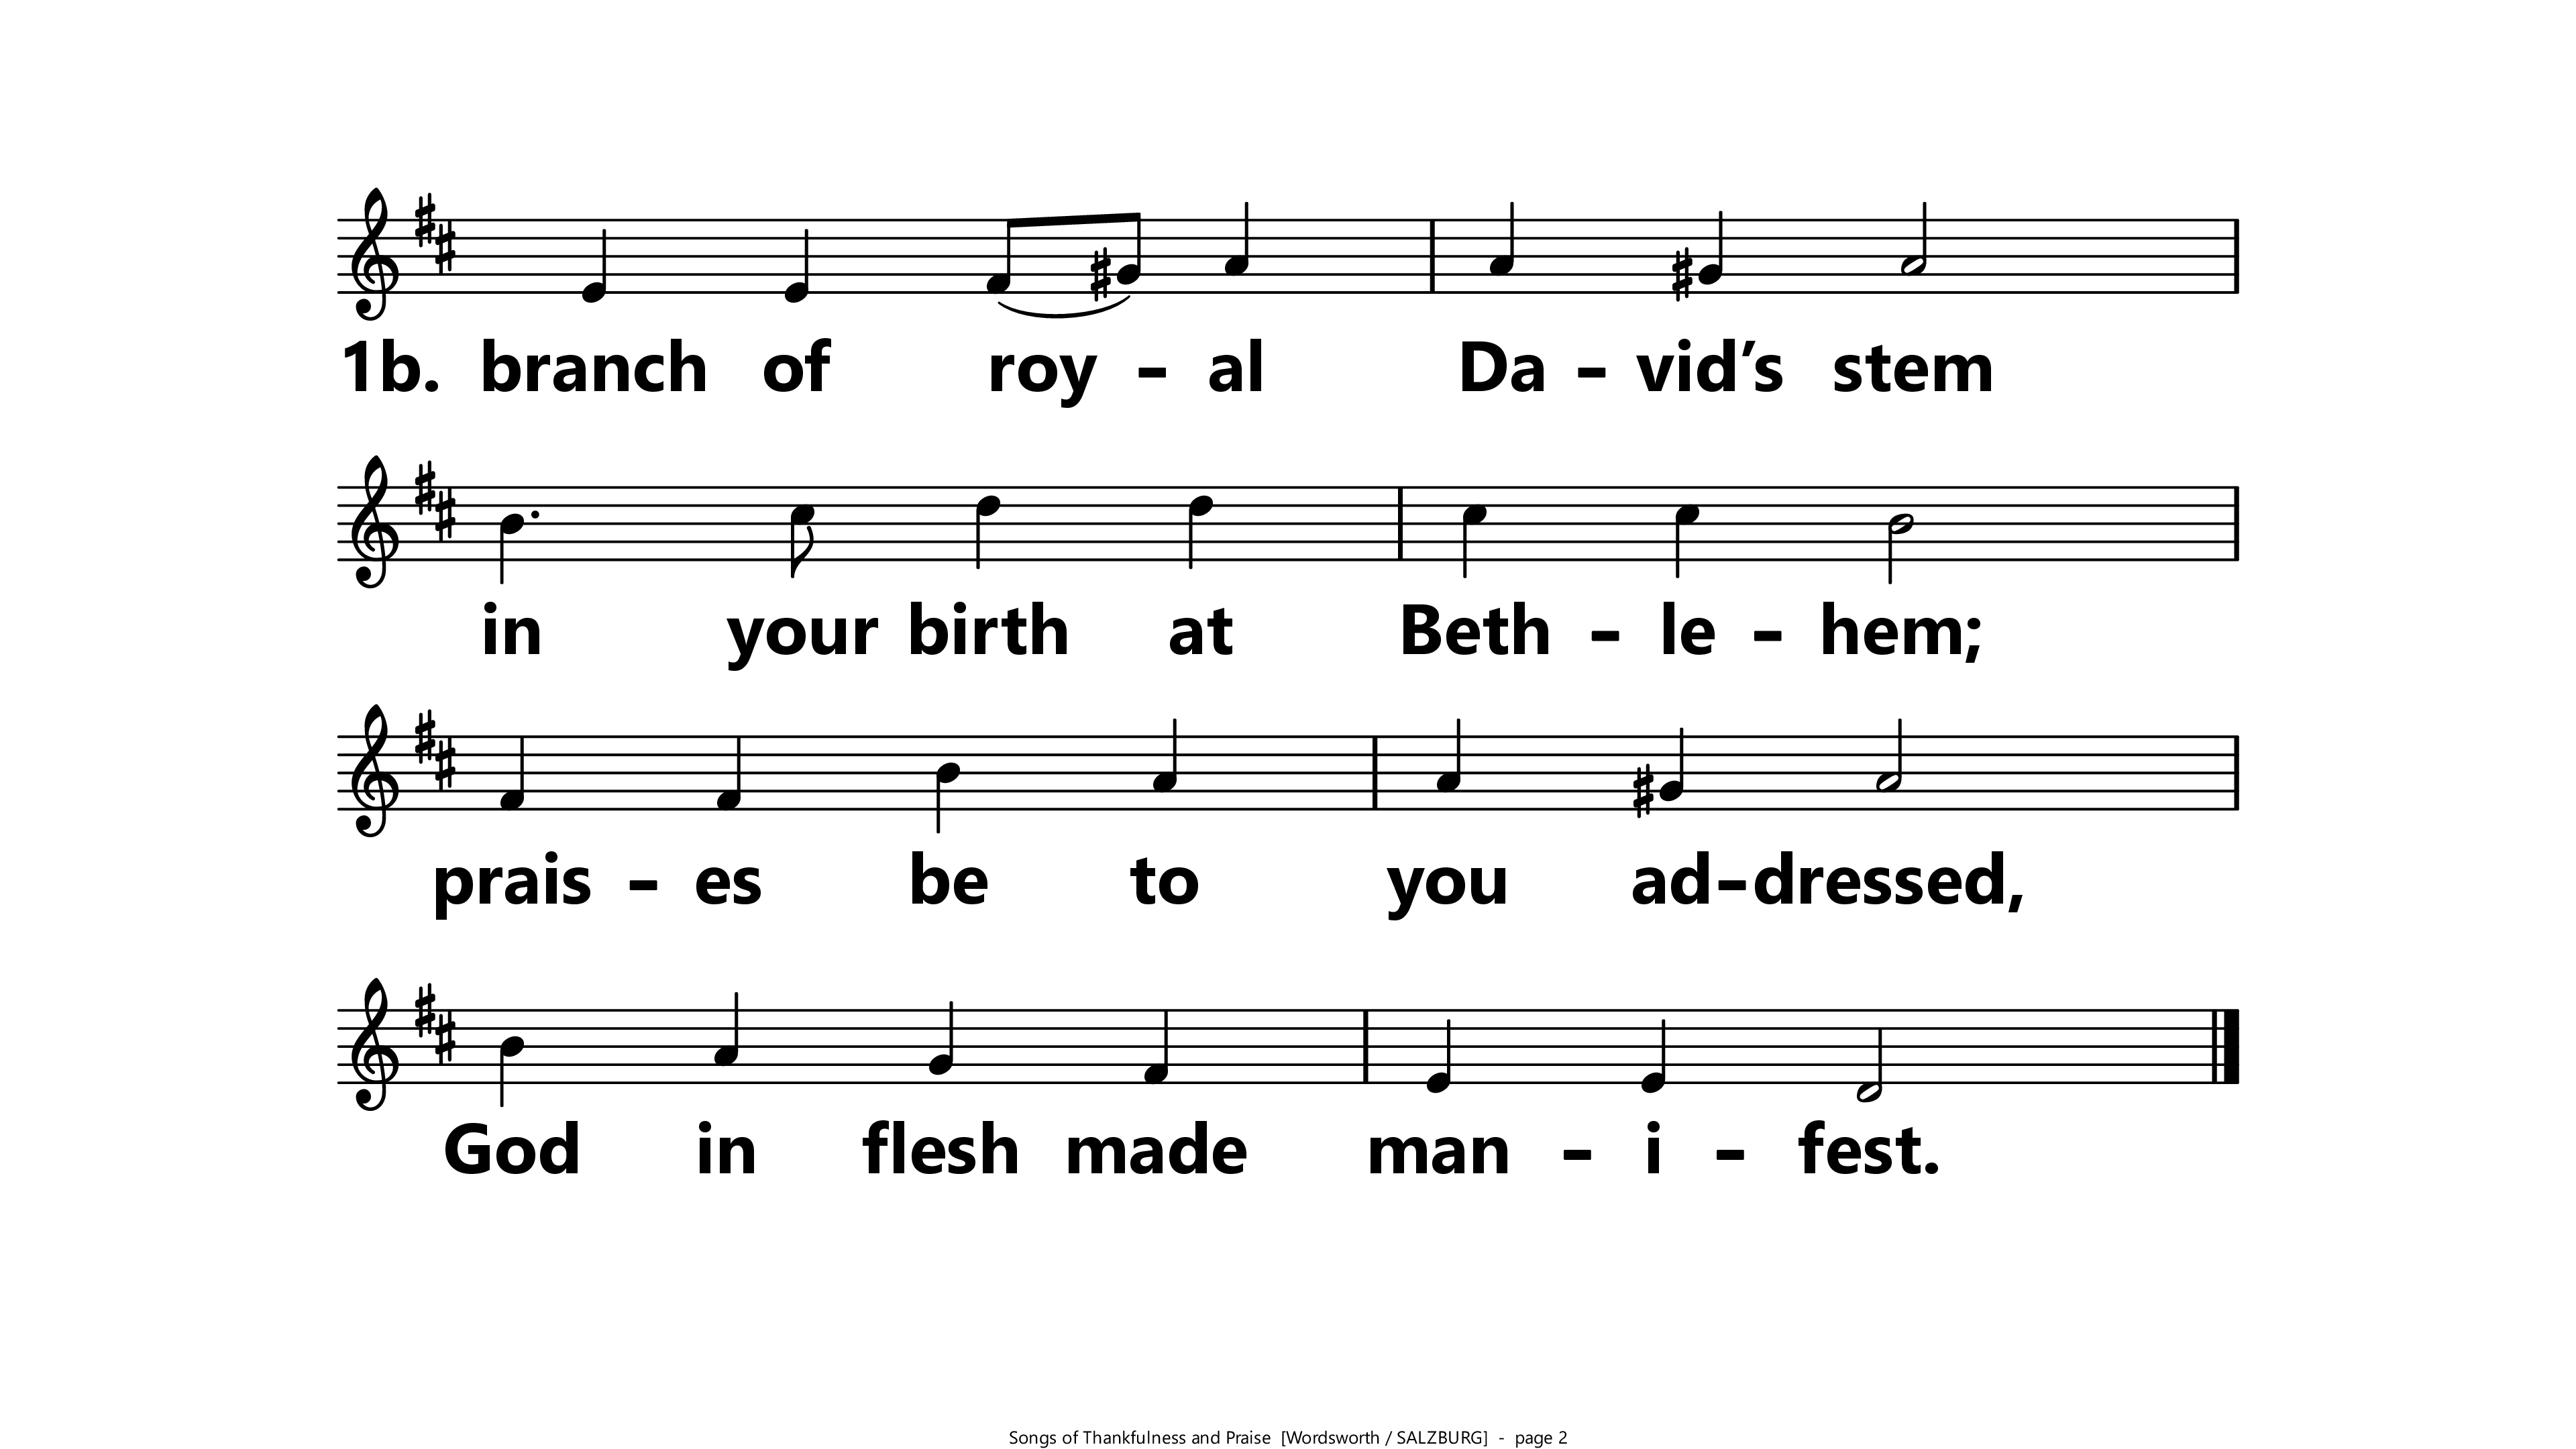 1b. branch of roy - al Da - vid’s stem
in your birth at Beth - le - hem;
prais - es be to you ad-dressed,
God in flesh made man - i - fest.
Songs of Thankfulness and Praise [Wordsworth / SALZBURG] - page 2